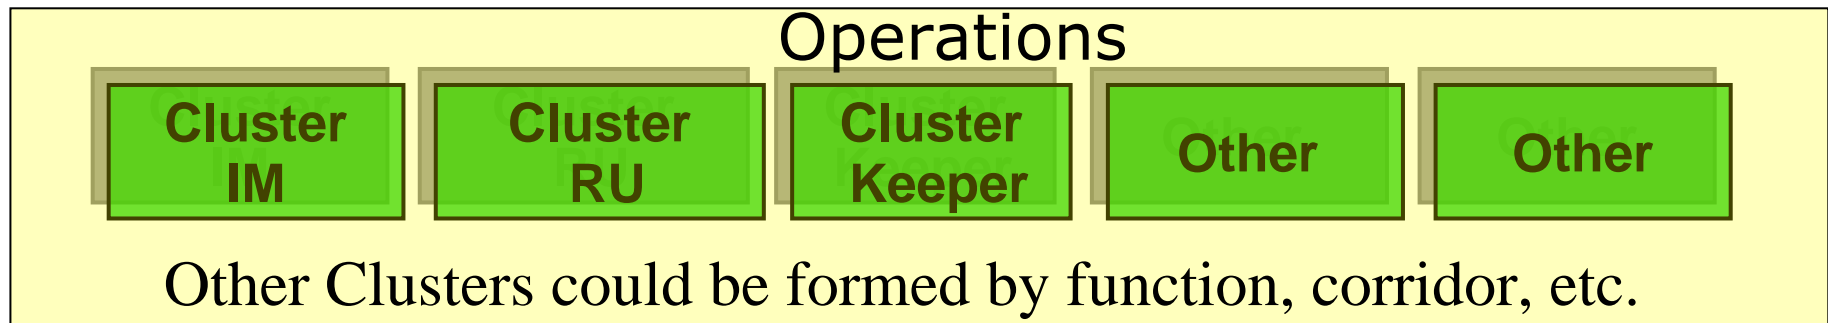 Operations
Cluster IM
Cluster RU
Cluster Keeper
Other
Other
Other Clusters could be formed by function, corridor, etc.